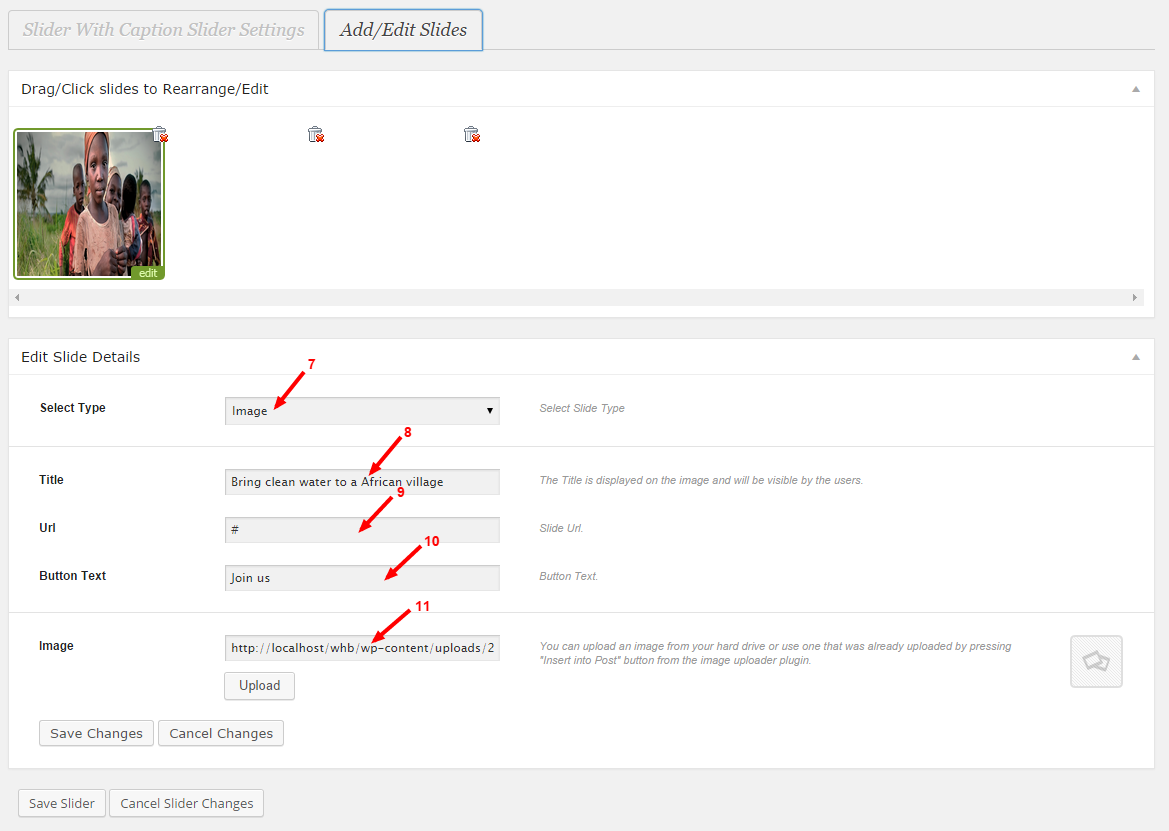 Slider With Caption Slider Settings
Add/Edit Slides
Drag/Click slides to Rearrange/Edit
edit
Edit Slide Details
7
Select Type
Image
Select Slide Type
8
Title
Bring clean water to a African village
The Title is displayed on the image and will be visible by the users.
9
Url
#
Slide Url.
10
Button Text
Join us
Button Text.
11
Image
http://localhost/whb/wp-content/uploads/2
You can upload an image from your hard drive or use one that was already uploaded by pressing
"Insert into Post" button from the image uploader plugin.
Upload
Save Changes
Cancel Changes
Save Slider
Cancel Slider Changes